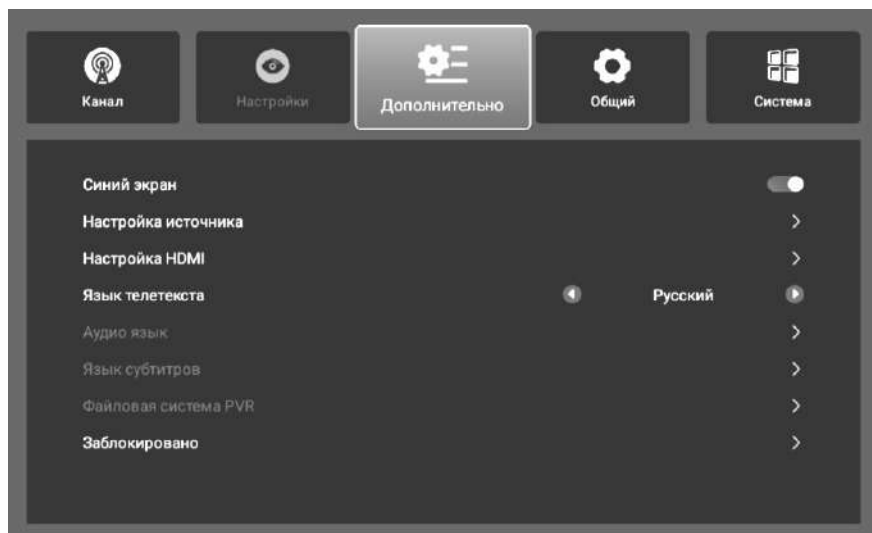 Канал
Настройки
Дополнительно
Общий
Система
Синий экран
Настройка источника
Настройка HDMI
Язык телетекста Русский
Аудио язык
Язык субтитров
Файловая система PVR
Заблокировано